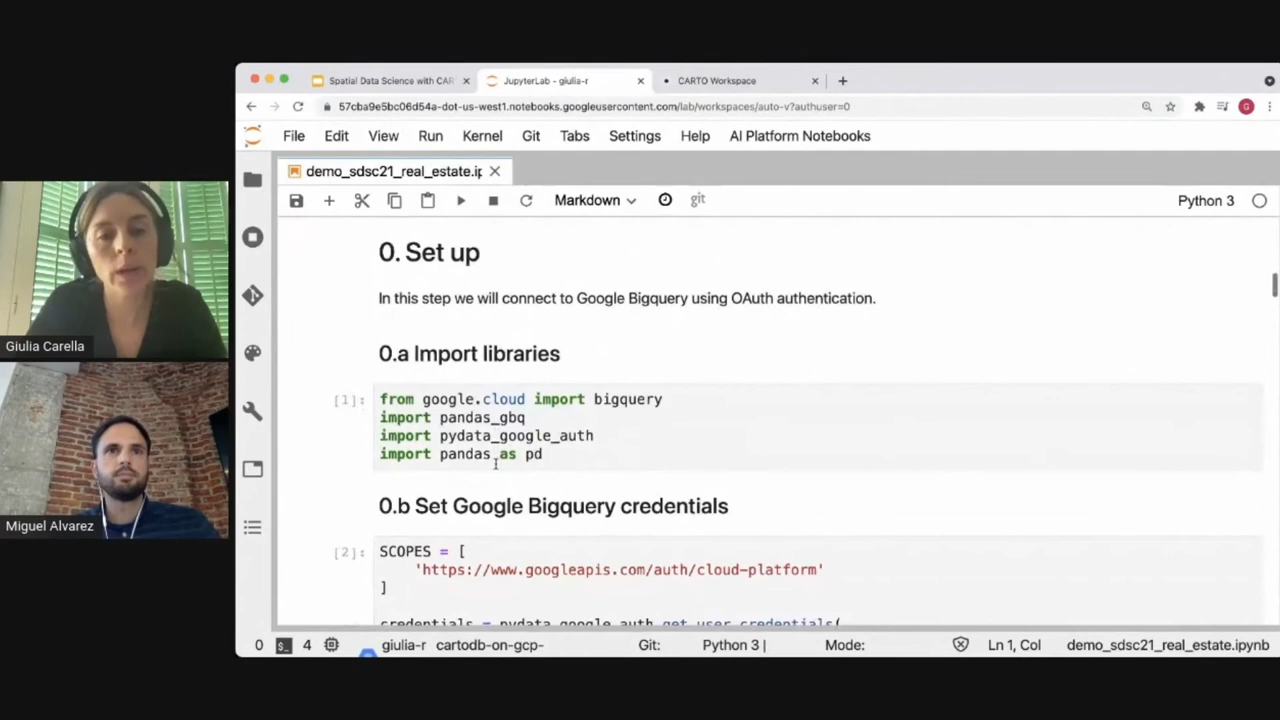 Spatial Data Science with CAR
JupyterLab - giulia-r
CARTO Workspace
57cba9e5bc06d54a-dot-us-west1.notebooks.googleusercontent.com/lab/workspaces/auto-v?authuser=0
G
File Edit View Run Kernel Git Tabs Settings Help AI Platform Notebooks
demo_sdsc21_real_estate.ip
Markdown git Python 3
0. Set up
In this step we will connect to Google Bigquery using OAuth authentication.
0.a Import libraries
[1]: from google.cloud import bigquery
import pandas_gbq
import pydata_google_auth
import pandas as pd
0.b Set Google Bigquery credentials
[2]: SCOPES = [
'https://www.googleapis.com/auth/cloud-platform'
]
credentials = pydata_google_auth.get_user_credentials(
0 $_ 4 giulia-r cartodb-on-gcp- Git: Python 3 | Mode: Ln 1, Col demo_sdsc21_real_estate.ipynb
Giulia Carella
Miguel Alvarez